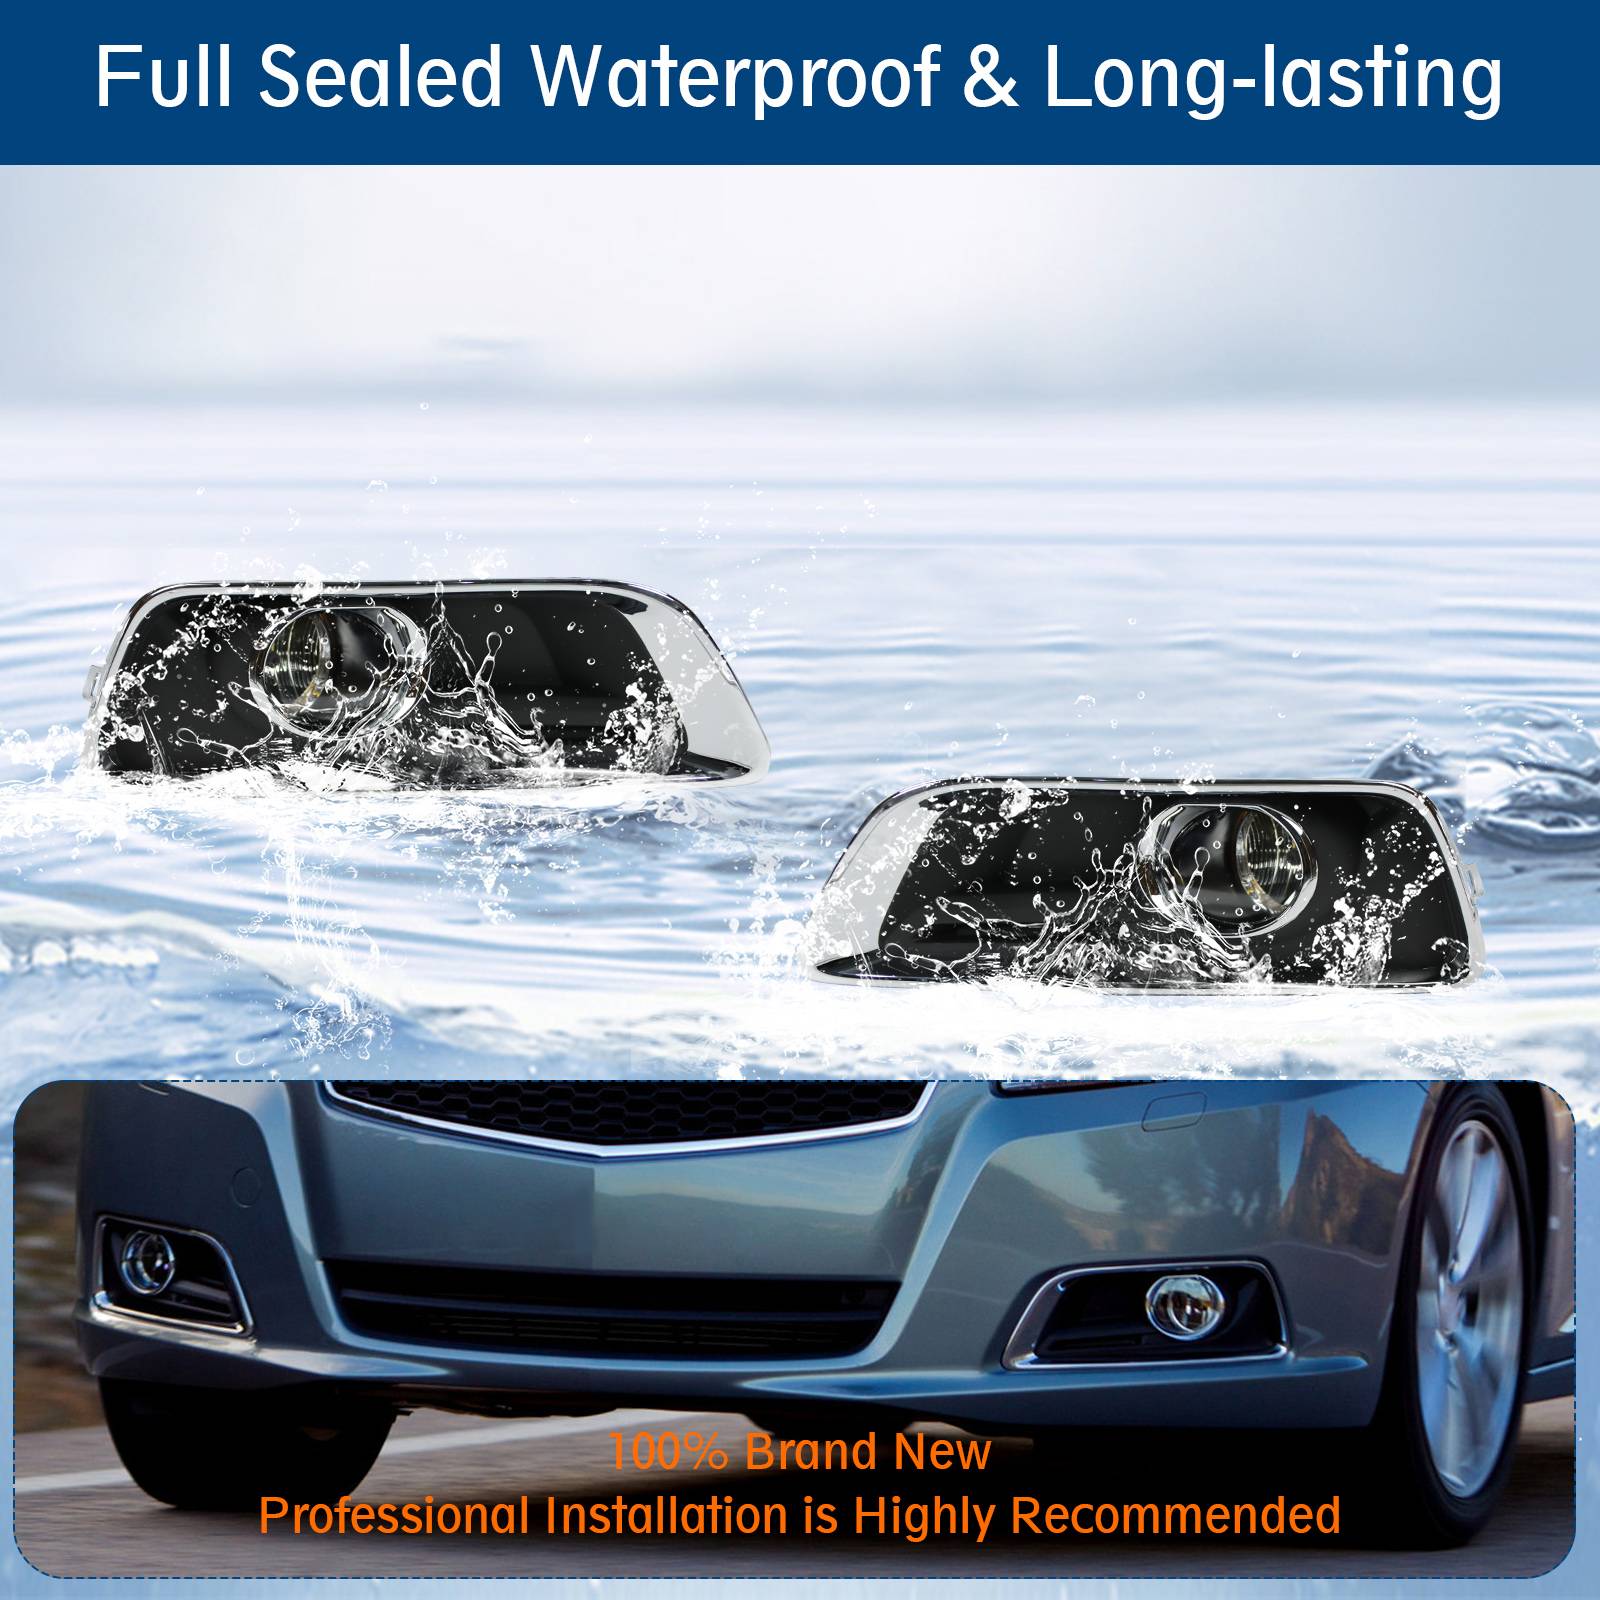 Full Sealed Waterproof & Long-lasting
100% Brand New
Professional Installation is Highly Recommended